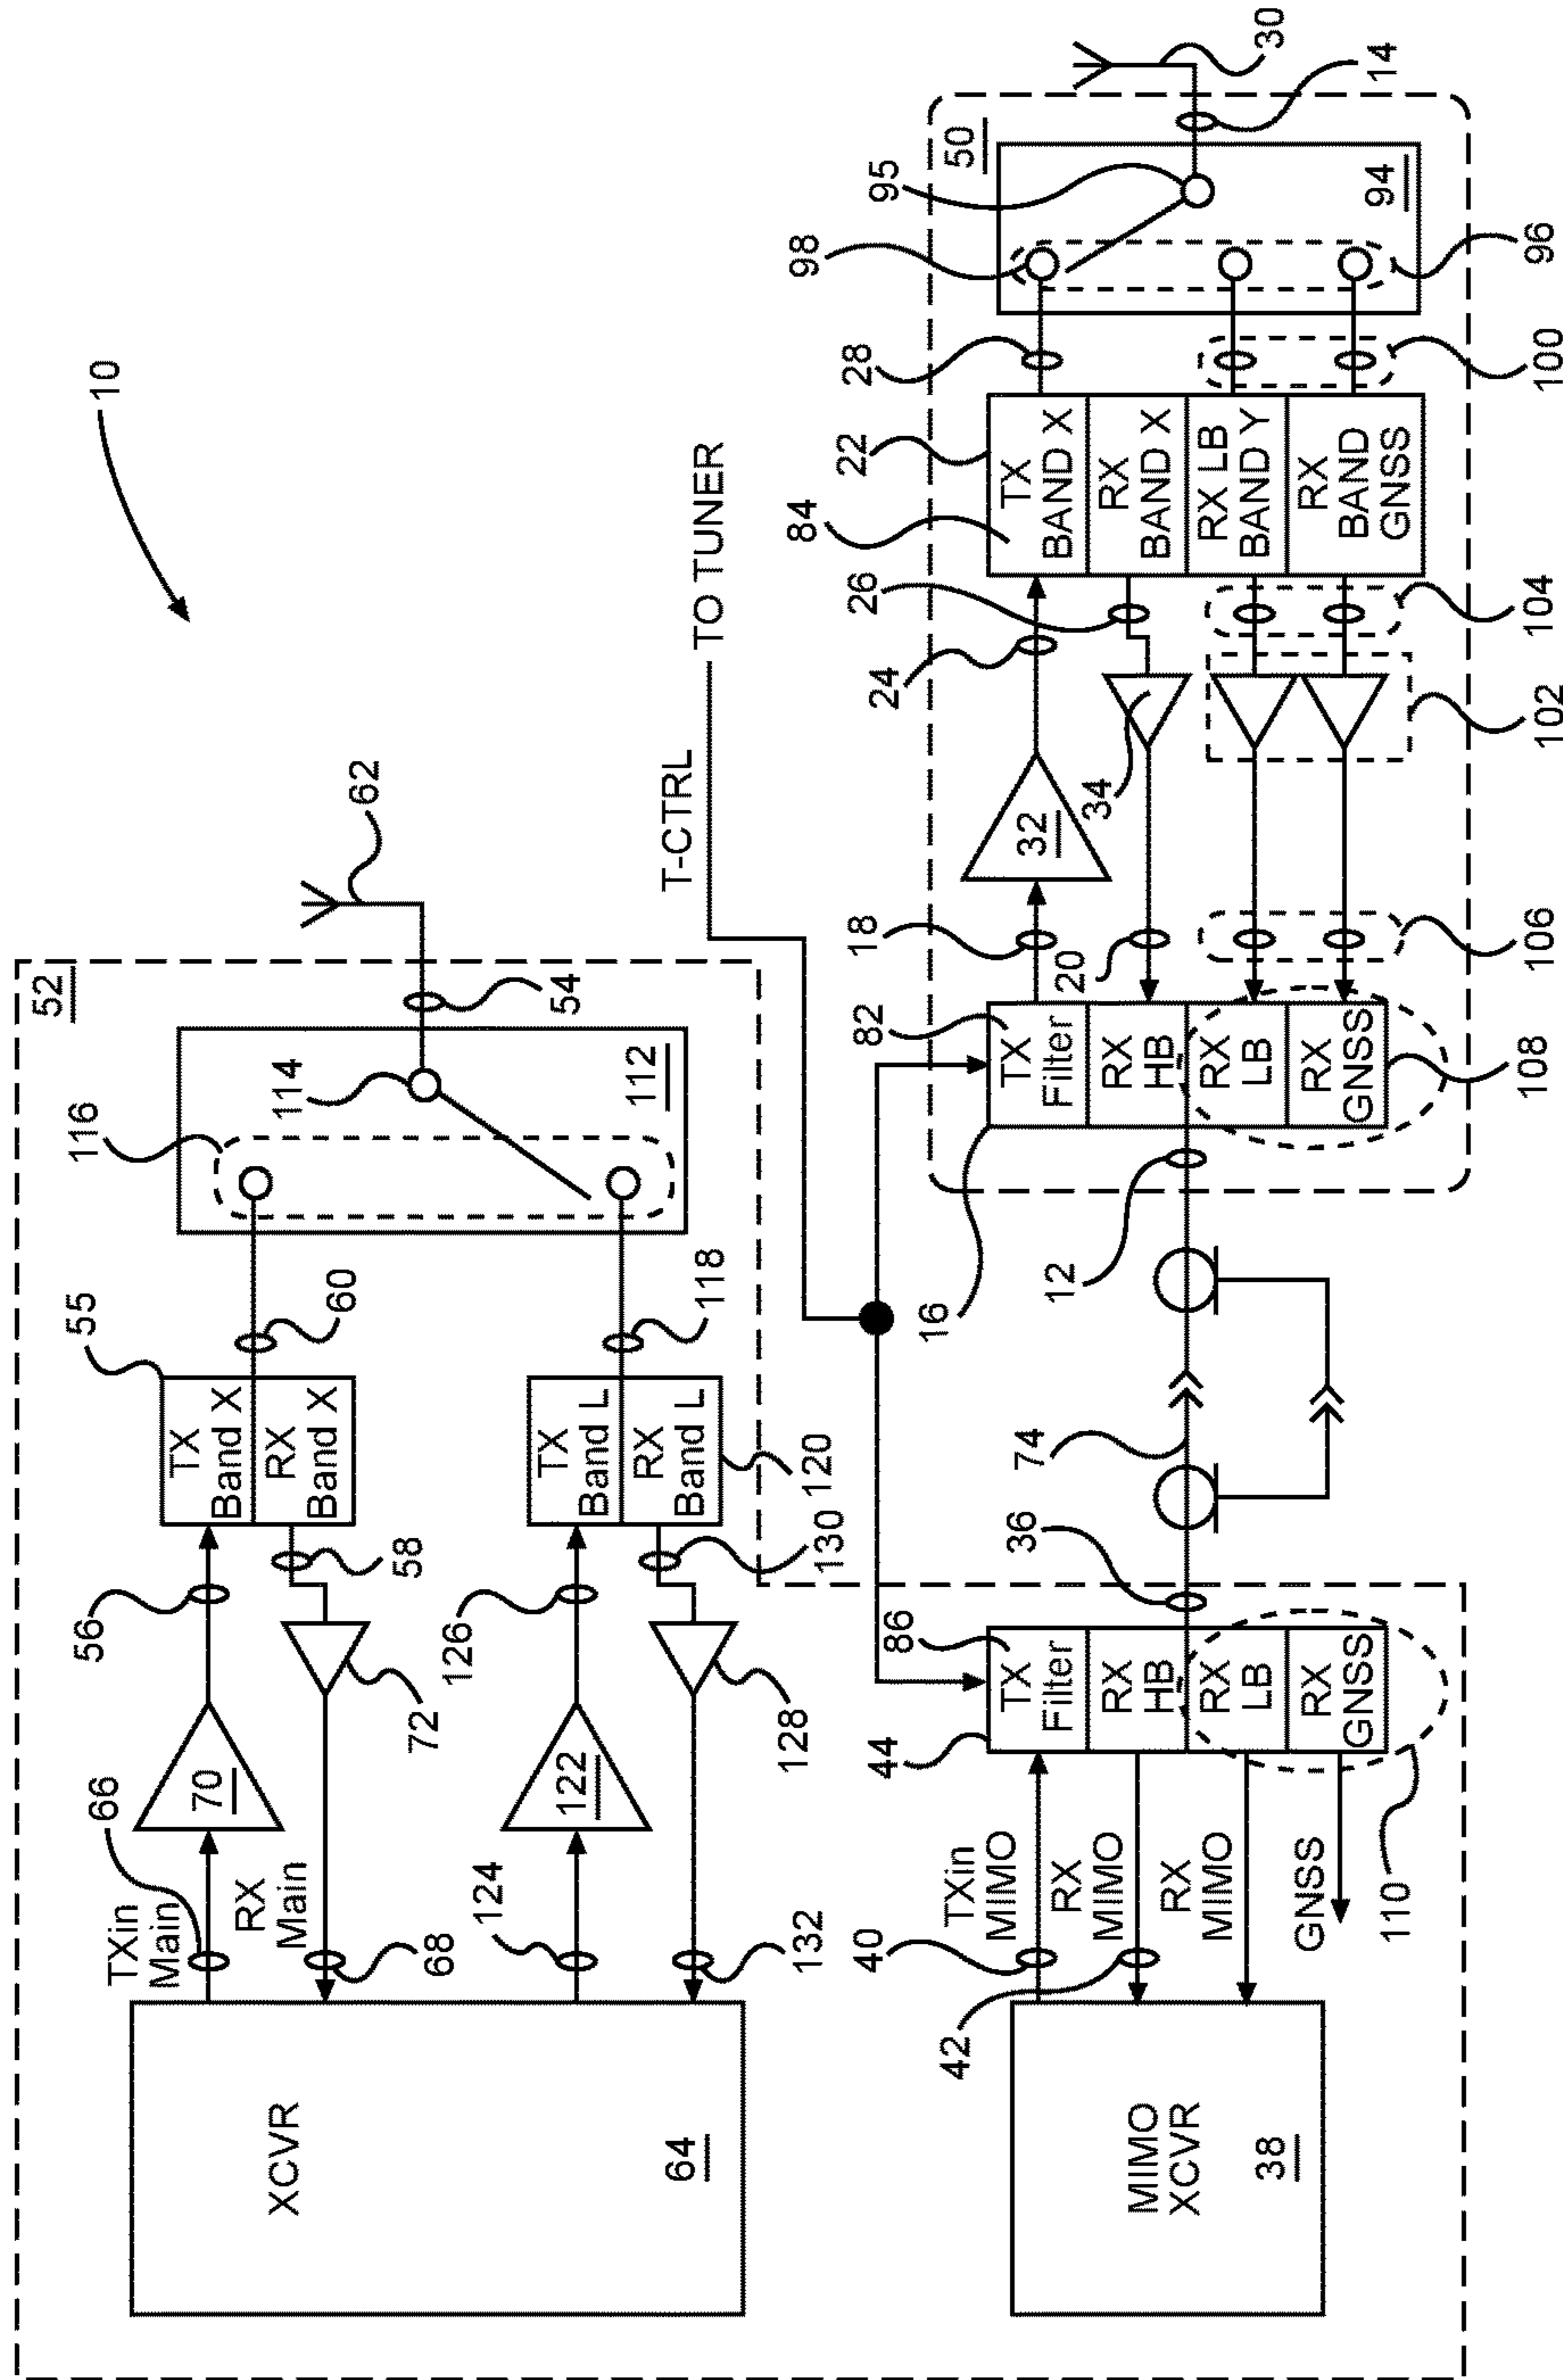 10
52
XCVR
64
TXin
Main
66
RX
Main
68
70
72
56
58
55
TX
Band X
RX
Band X
60
116
114
112
54
62
124
122
126
128
130
132
TX
Band L
RX
Band L
120
118
T-CTRL
TO TUNER
MIMO
XCVR
38
40
42
TXin
MIMO
RX
MIMO
RX
MIMO
GNSS
110
44
86
TX
Filter
RX
HB
RX
LB
RX
GNSS
36
74
12
16
82
TX
Filter
RX
HB
RX
LB
RX
GNSS
108
18
20
106
32
34
102
24
26
104
84
22
TX
BAND X
RX
BAND X
RX LB
BAND Y
RX
BAND
GNSS
28
100
98
95
50
94
96
14
30